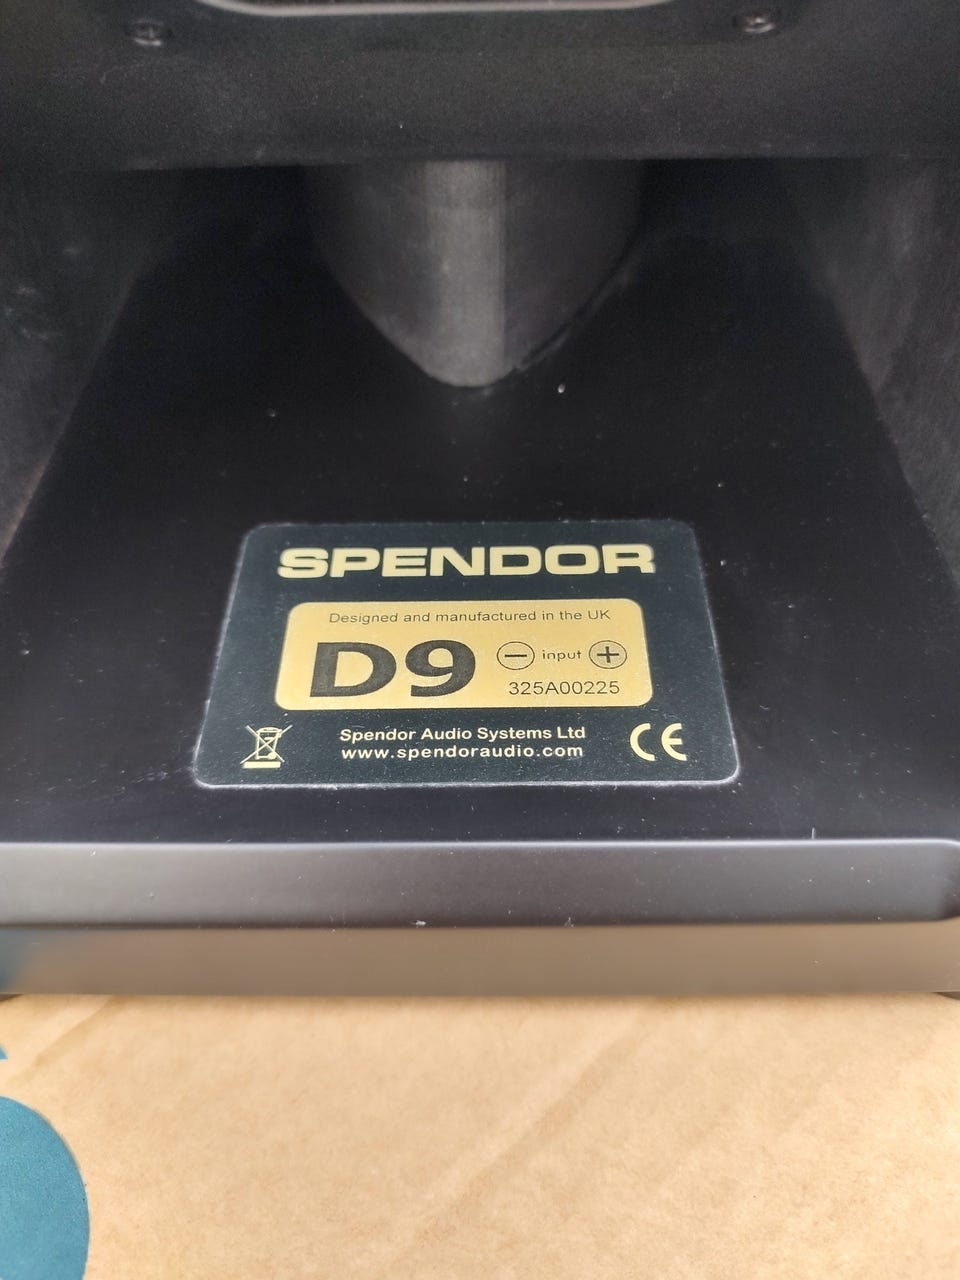 SPENDOR
Designed and manufactured in the UK
D9 − input +
325A00225
Spendor Audio Systems Ltd
www.spendoraudio.com
CE